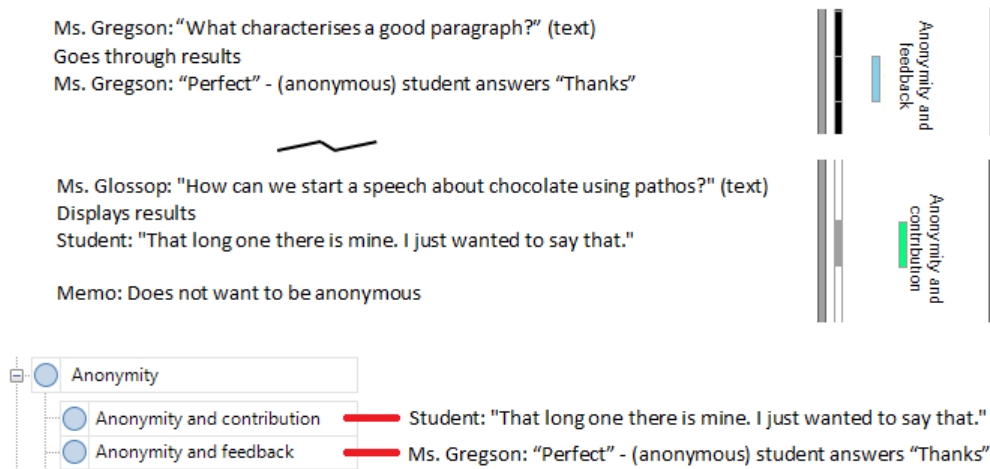 Ms. Gregson: “What characterises a good paragraph?” (text)
Goes through results
Ms. Gregson: “Perfect” - (anonymous) student answers “Thanks”
Anonymity and
feedback
Ms. Glossop: "How can we start a speech about chocolate using pathos?" (text)
Displays results
Student: "That long one there is mine. I just wanted to say that."
Memo: Does not want to be anonymous
Anonymity and
contribution
Anonymity
Anonymity and contribution Student: "That long one there is mine. I just wanted to say that."
Anonymity and feedback Ms. Gregson: “Perfect” - (anonymous) student answers “Thanks”